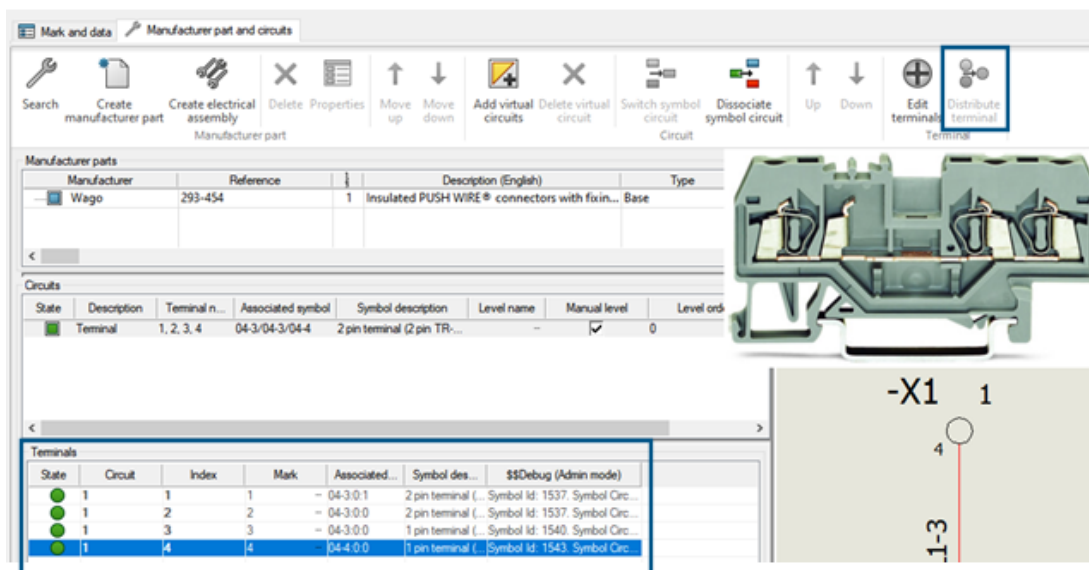 Mark and data Manufacturer part and circuits
Search Create manufacturer part Create electrical assembly Delete Properties Move up Move down Add virtual circuits Delete virtual circuit Switch symbol circuit Dissociate symbol circuit Up Down Edit terminals Distribute terminal
Manufacturer part Circuit Terminal
Manufacturer parts
Manufacturer Reference Description (English) Type
Wago 293-454 1 Insulated PUSH WIRE® connectors with fixin... Base
Circuits
State Description Terminal n... Associated symbol Symbol description Level name Manual level Level orde
Terminal 1, 2, 3, 4 04-3/04-3/04-4 2 pin terminal (2 pin TR-... – 0
Terminals
State Circuit Index Mark Associated... Symbol des... $$Debug (Admin mode)
1 1 1 – 04-3:0:1 2 pin terminal (... Symbol Id: 1537. Symbol Circ...
1 2 2 – 04-3:0:0 2 pin terminal (... Symbol Id: 1537. Symbol Circ...
1 3 3 – 04-3:0:0 1 pin terminal (... Symbol Id: 1540. Symbol Circ...
1 4 4 – 04-4:0:0 1 pin terminal (... Symbol Id: 1543. Symbol Circ...
-X1 1
4